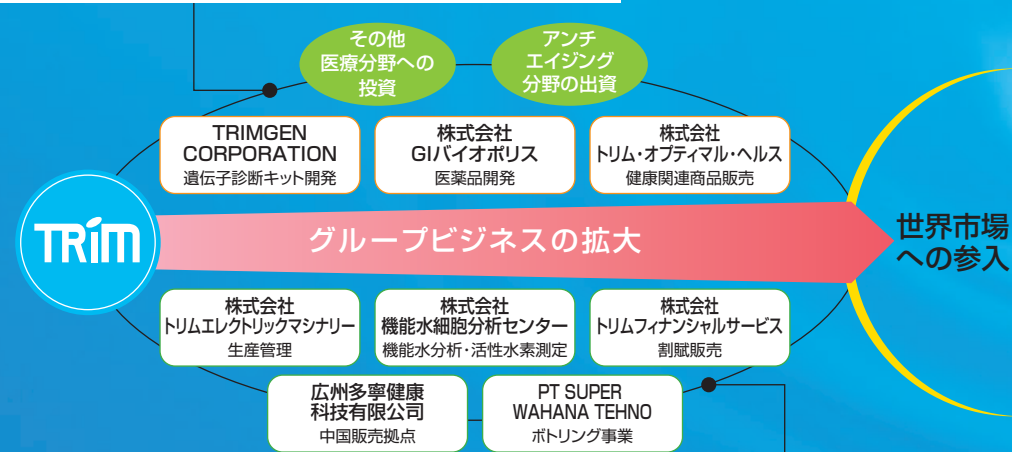 その他
医療分野への
投資
アンチ
エイジング
分野の出資
TRIMGEN
CORPORATION
遺伝子診断キット開発
株式会社
GIバイオポリス
医薬品開発
株式会社
トリム・オプティマル・ヘルス
健康関連商品販売
TRIM
グループビジネスの拡大
世界市場
への参入
株式会社
トリムエレクトリックマシナリー
生産管理
株式会社
機能水細胞分析センター
機能水分析・活性水素測定
株式会社
トリムフィナンシャルサービス
割賦販売
広州多寧健康
科技有限公司
中国販売拠点
PT SUPER
WAHANA TEHNO
ボトリング事業